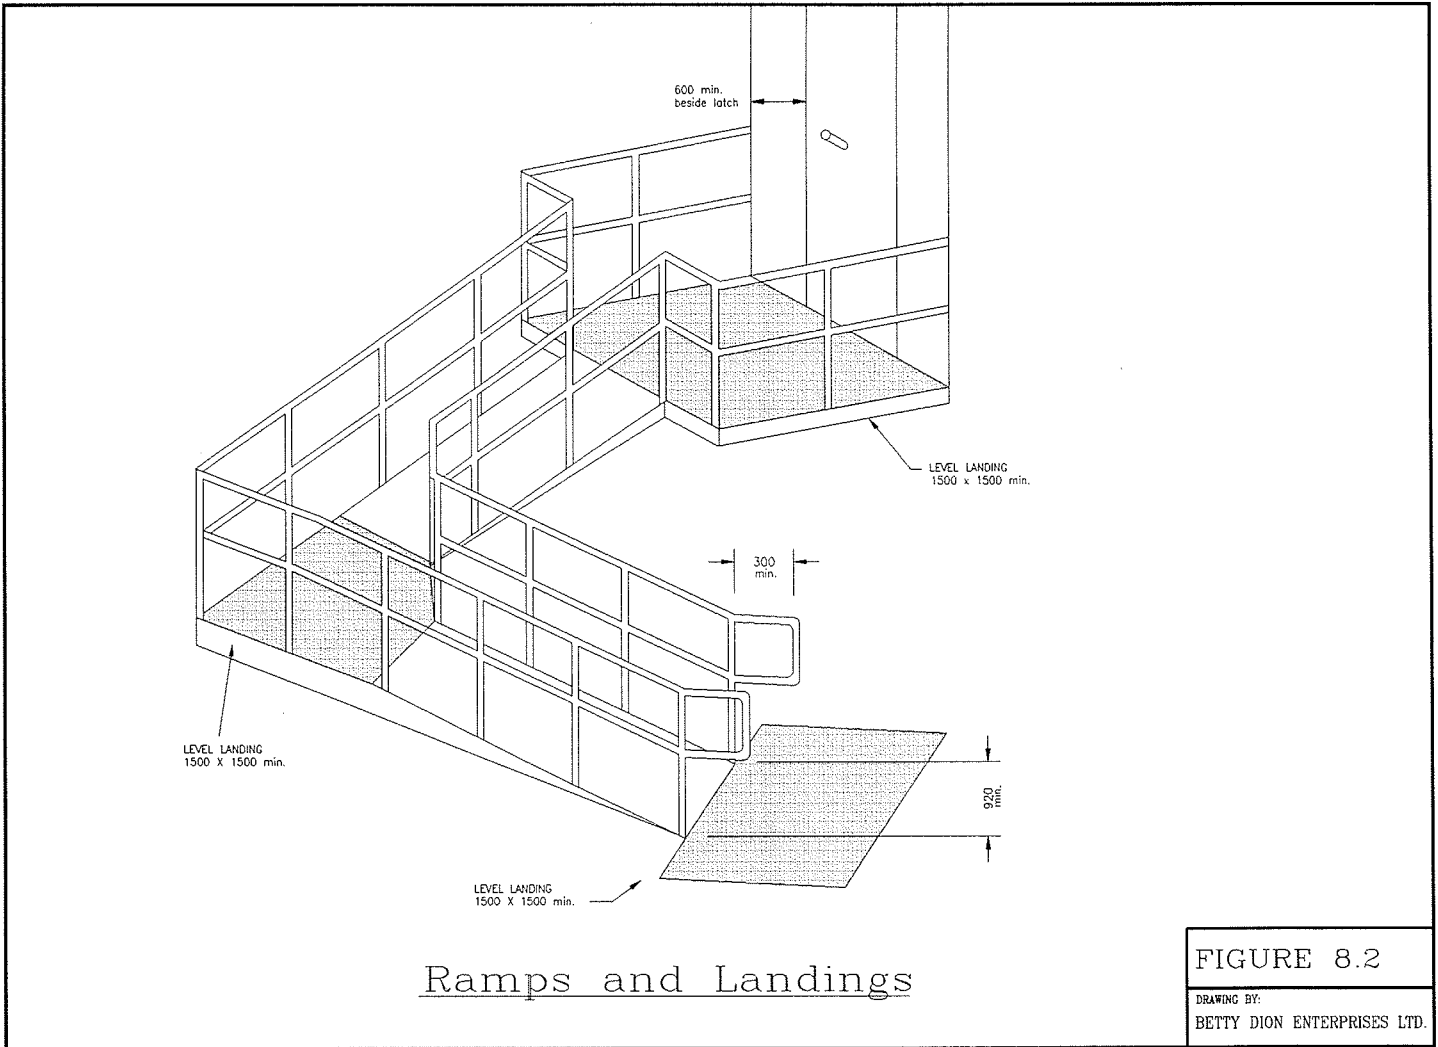 600 min.
beside latch
LEVEL LANDING
1500 x 1500 min.
300
min.
LEVEL LANDING
1500 X 1500 min.
920
min.
LEVEL LANDING
1500 X 1500 min.
Ramps and Landings
FIGURE 8.2
DRAWING BY:
BETTY DION ENTERPRISES LTD.